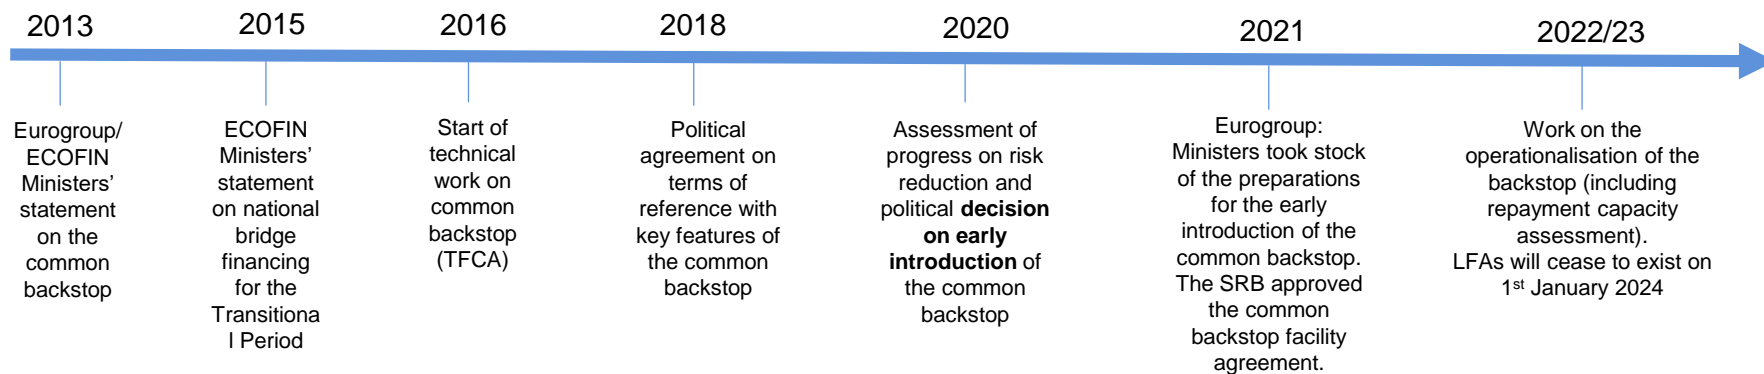 2013
2015
2016
2018
2020
2021
2022/23
Eurogroup/
ECOFIN
Ministers’
statement
on the
common
backstop
ECOFIN
Ministers’
statement
on national
bridge
financing
for the
Transitiona
l Period
Start of
technical
work on
common
backstop
(TFCA)
Political
agreement on
terms of
reference with
key features of
the common
backstop
Assessment of
progress on risk
reduction and
political decision
on early
introduction of
the common
backstop
Eurogroup:
Ministers took stock
of the preparations
for the early
introduction of the
common backstop.
The SRB approved
the common
backstop facility
agreement.
Work on the
operationalisation of the
backstop (including
repayment capacity
assessment).
LFAs will cease to exist on
1st January 2024